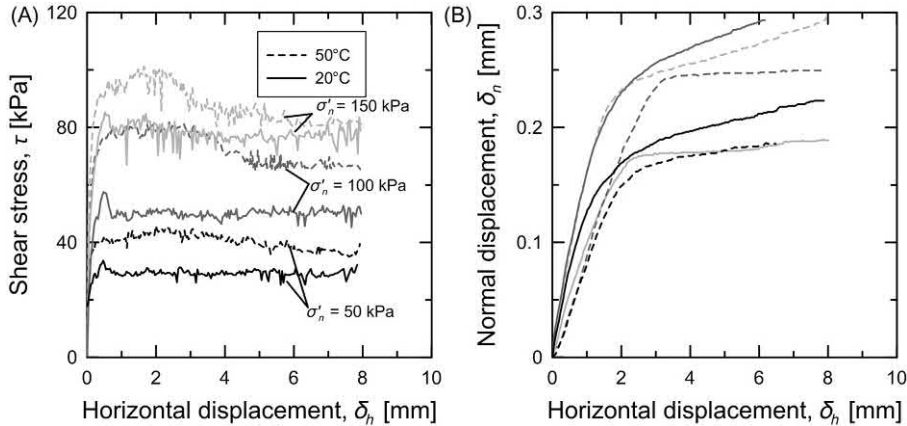 (A)
120
80
40
0
Shear stress, τ [kPa]
50°C
20°C
σ'n = 150 kPa
σ'n = 100 kPa
σ'n = 50 kPa
0 2 4 6 8 10
Horizontal displacement, δh [mm]
(B)
0.3
0.2
0.1
0
Normal displacement, δn [mm]
0 2 4 6 8 10
Horizontal displacement, δh [mm]